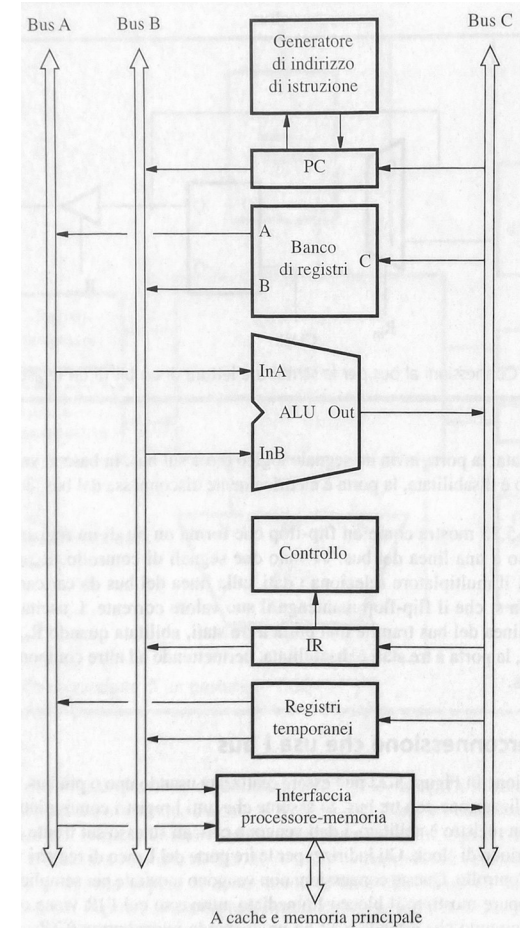 Bus A
Bus B
Bus C
Generatore
di indirizzo
di istruzione
PC
A
Banco
di registri
C
B
InA
ALU Out
InB
Controllo
IR
Registri
temporanei
Interfaccia
processore-memoria
A cache e memoria principale